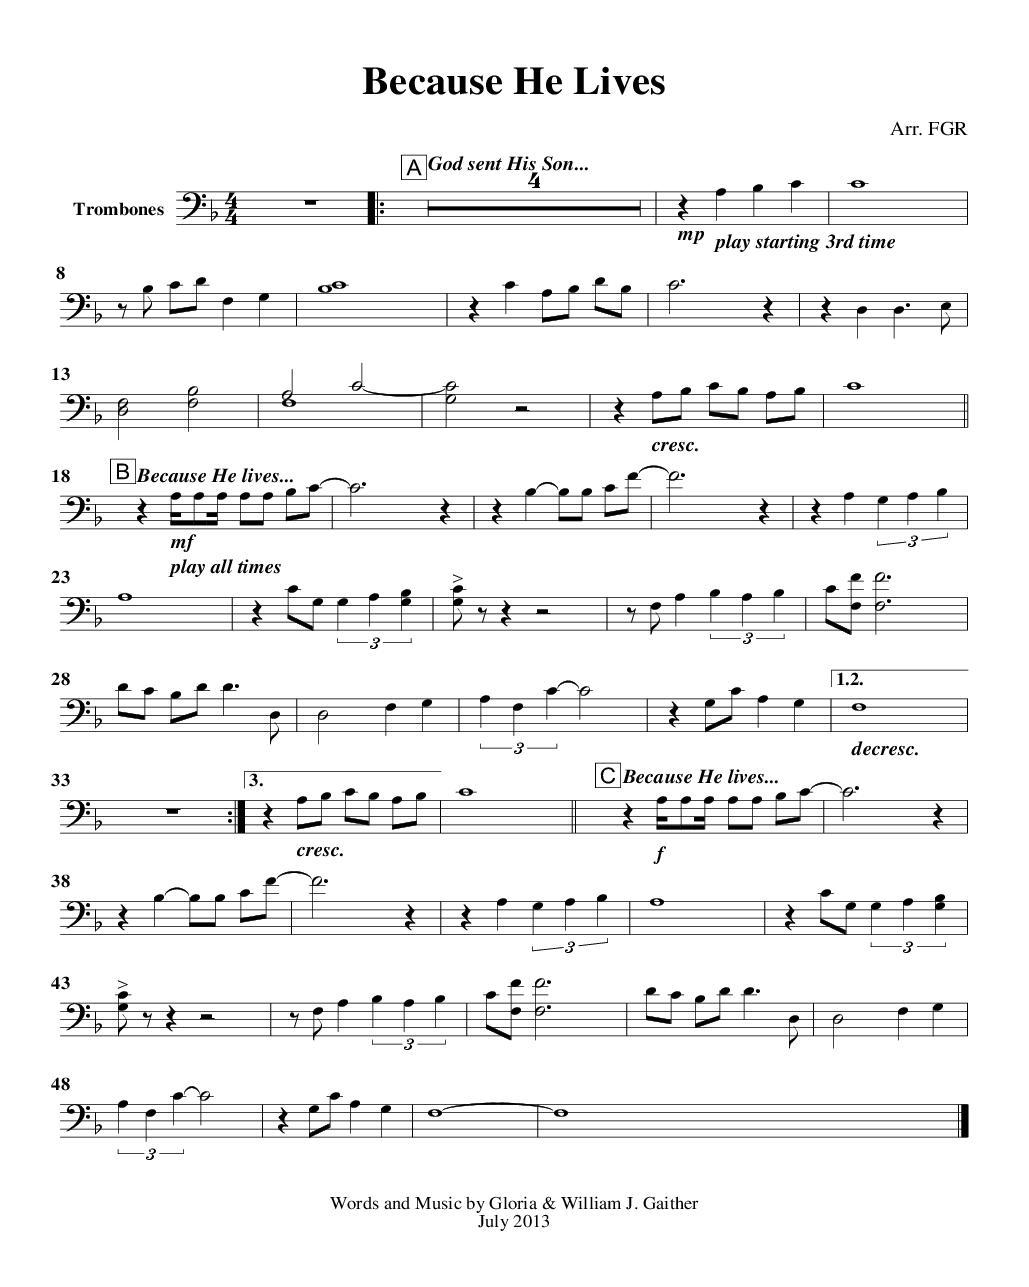 Because He Lives
Arr. FGR
A God sent His Son...
4
Trombones
4
4
mp play starting 3rd time
8
13
cresc.
18 B Because He lives...
mf
play all times
3
23
3
3
28
1.2.
3
decresc.
33
3.
C Because He lives...
cresc.
f
38
3
3
43
3
48
3
Words and Music by Gloria & William J. Gaither
July 2013